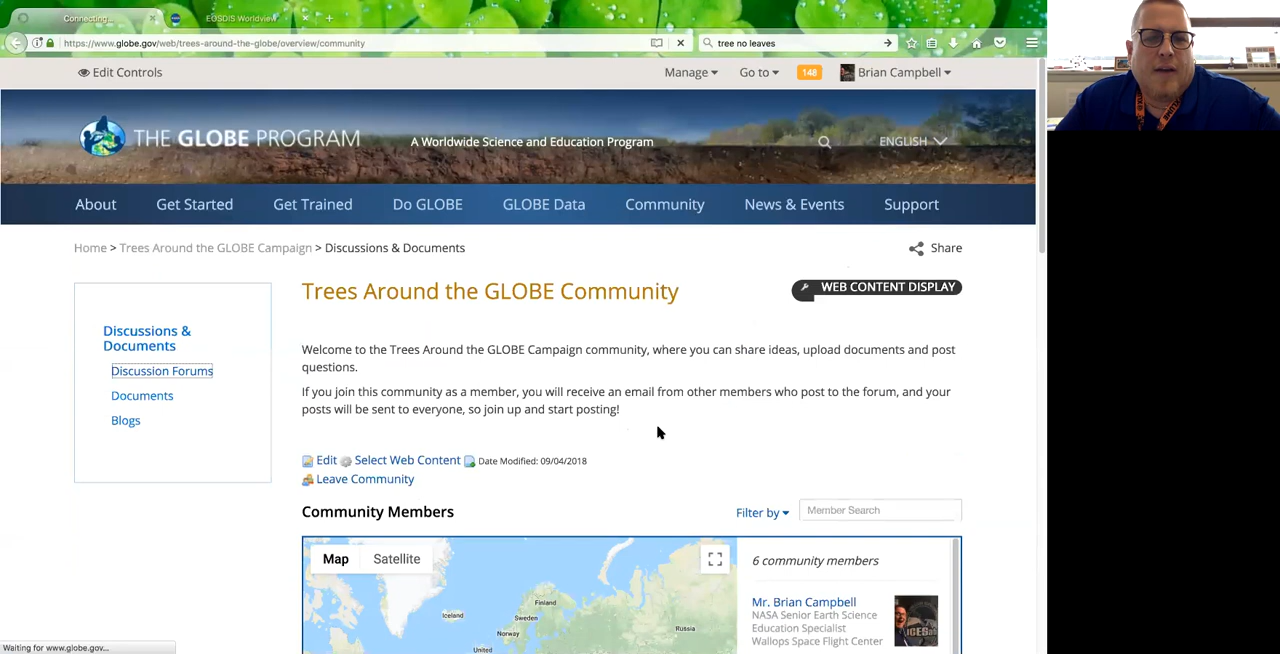 Connecting...
EOSDIS Worldview
https://www.globe.gov/web/trees-around-the-globe/overview/community
tree no leaves
Edit Controls
Manage
Go to
146
Brian Campbell
THE GLOBE PROGRAM
A Worldwide Science and Education Program
ENGLISH
About
Get Started
Get Trained
Do GLOBE
GLOBE Data
Community
News & Events
Support
Home > Trees Around the GLOBE Campaign > Discussions & Documents
Share
Discussions &
Documents
Discussion Forums
Documents
Blogs
Trees Around the GLOBE Community
WEB CONTENT DISPLAY
Welcome to the Trees Around the GLOBE Campaign community, where you can share ideas, upload documents and post
questions.
If you join this community as a member, you will receive an email from other members who post to the forum, and your
posts will be sent to everyone, so join up and start posting!
Edit Select Web Content Date Modified: 09/04/2018
Leave Community
Community Members
Filter by
Member Search
Map
Satellite
Iceland
Finland
Sweden
Norway
Russia
United
6 community members
Mr. Brian Campbell
NASA Senior Earth Science
Education Specialist
Wallops Space Flight Center
Waiting for www.globe.gov...